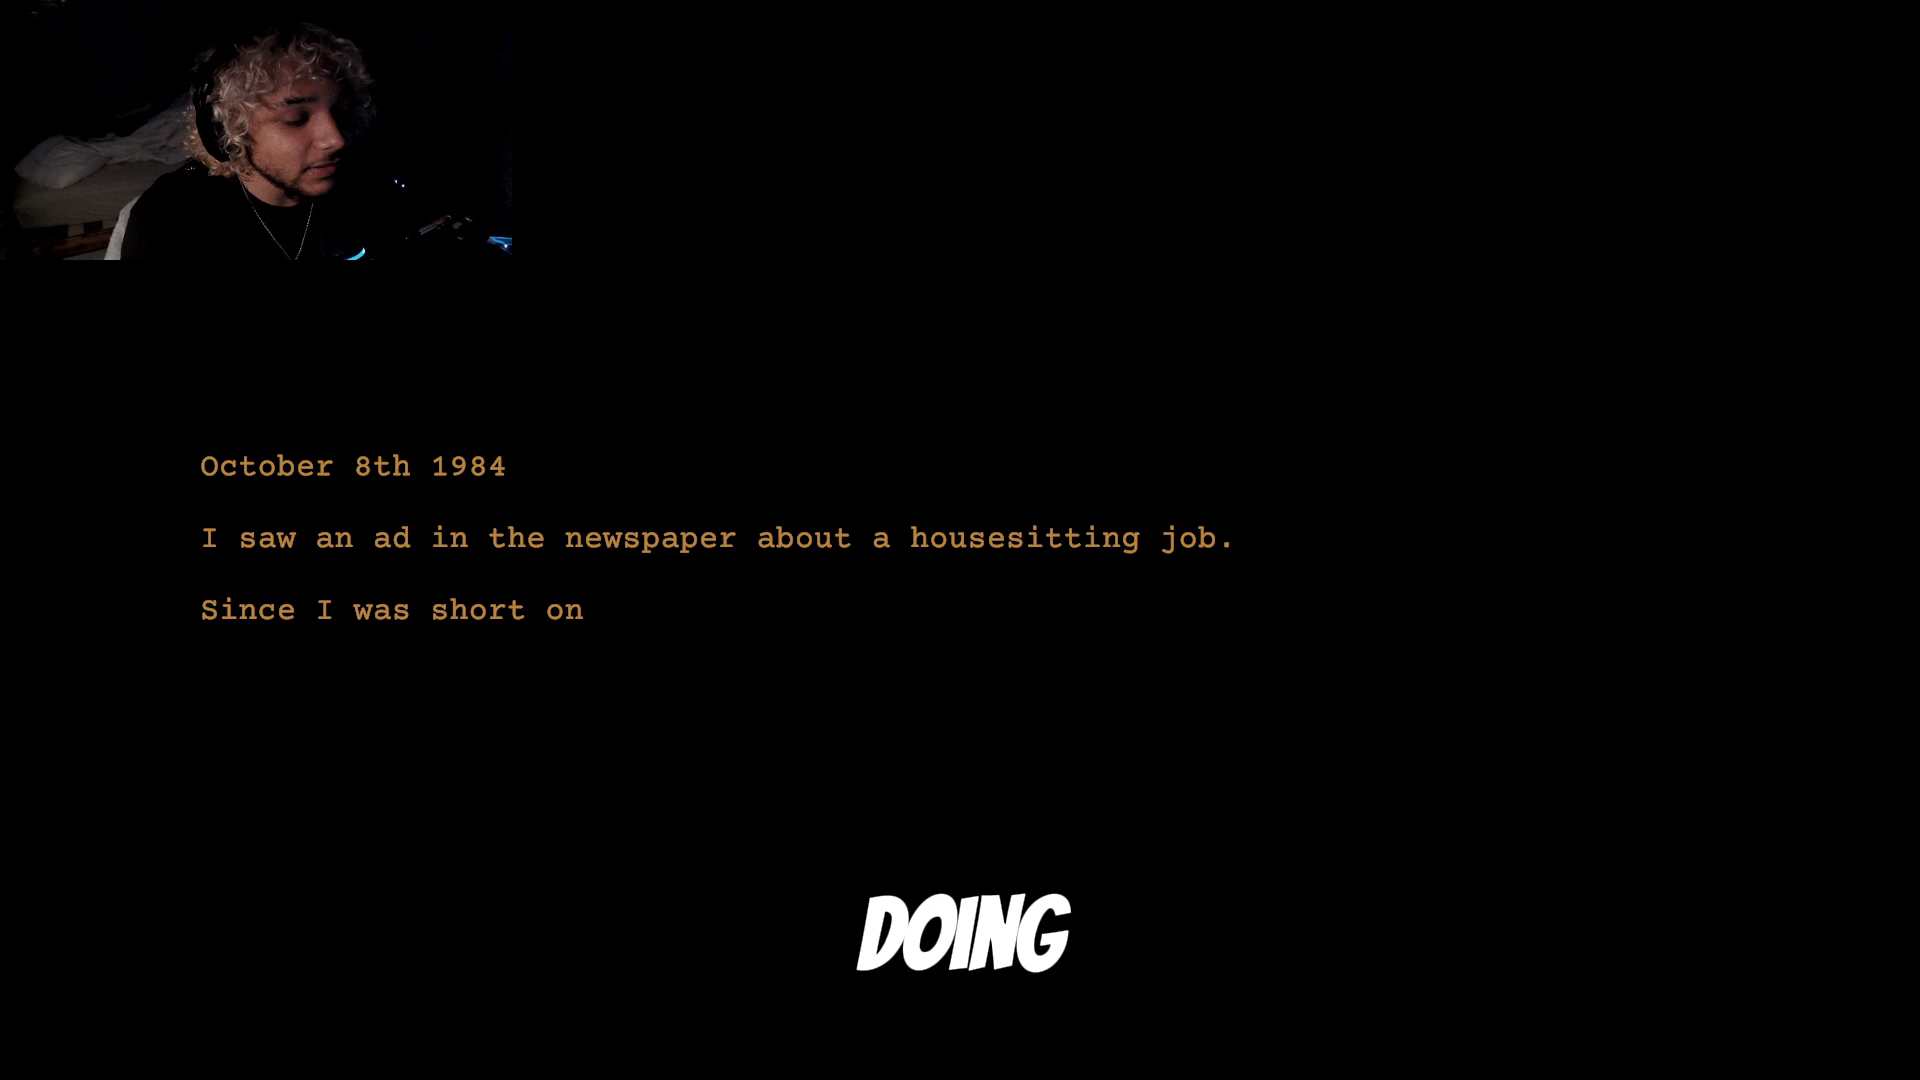 October 8th 1984
I saw an ad in the newspaper about a housesitting job.
Since I was short on
DOING